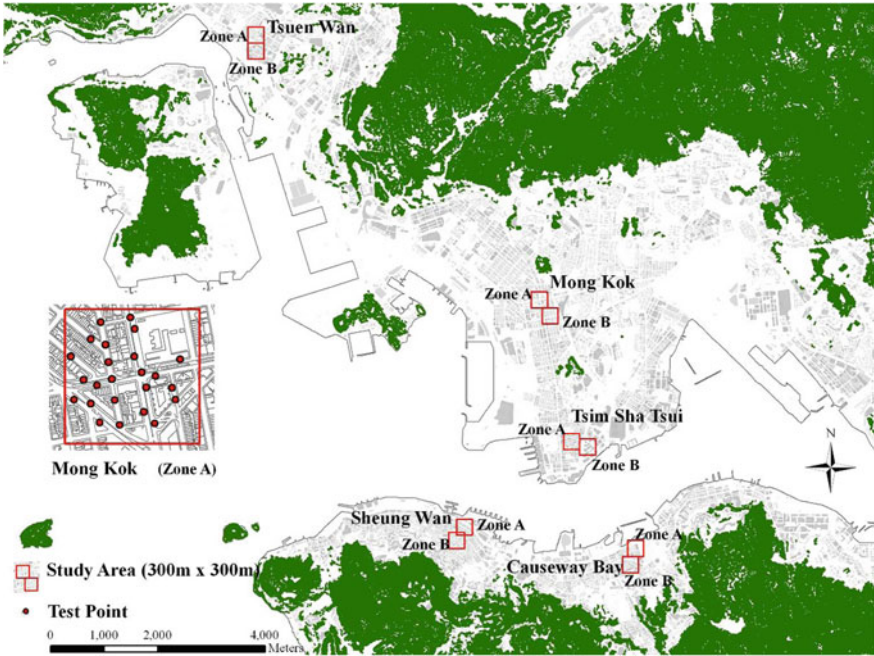 Tsuen Wan
Zone A
Zone B
Mong Kok
Zone A
Zone B
Tsim Sha Tsui
Zone A
Zone B
Mong Kok (Zone A)
N
Sheung Wan
Zone A
Zone B
Zone A
Causeway Bay
Zone B
Study Area (300m x 300m)
Test Point
0 1,000 2,000 4,000
Meters